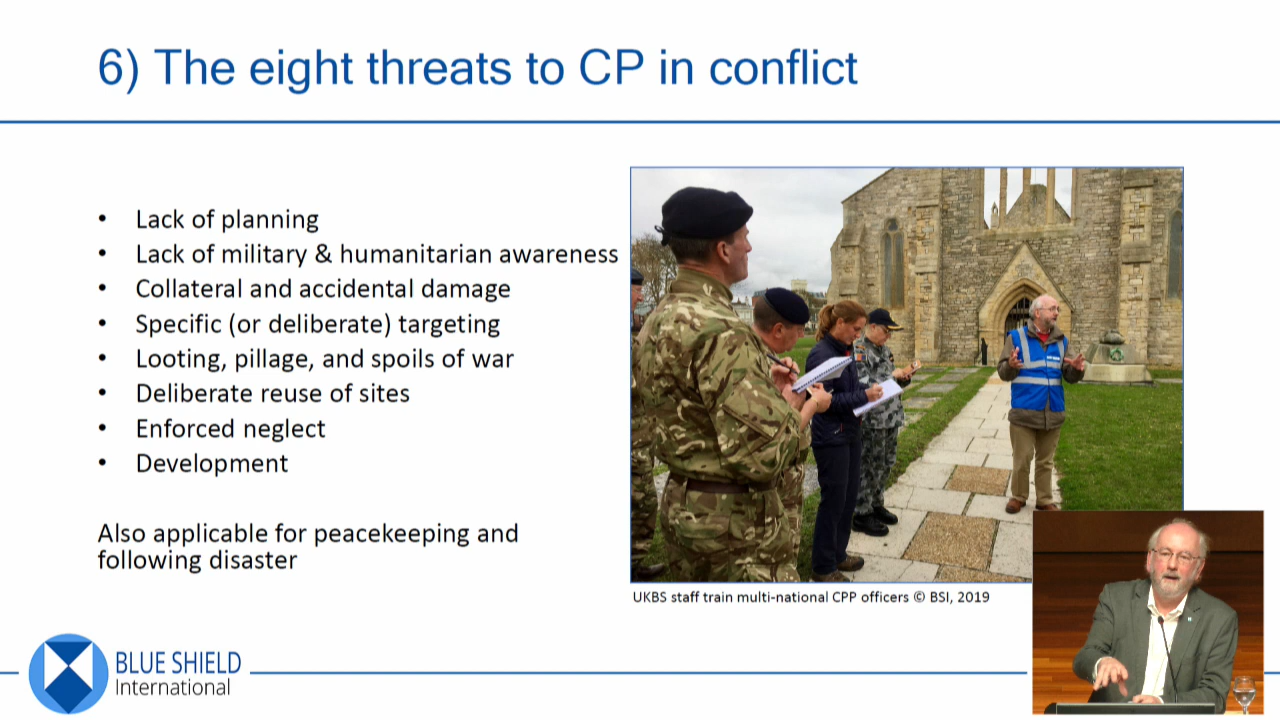 6) The eight threats to CP in conflict
• Lack of planning
• Lack of military & humanitarian awareness
• Collateral and accidental damage
• Specific (or deliberate) targeting
• Looting, pillage, and spoils of war
• Deliberate reuse of sites
• Enforced neglect
• Development
Also applicable for peacekeeping and
following disaster
UKBS staff train multi-national CPP officers © BSI, 2019
BLUE SHIELD
International